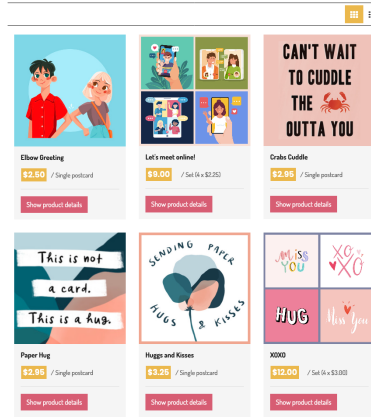 CAN'T WAIT
TO CUDDLE
THE
OUTTA YOU
Elbow Greeting
$2.50 / Single postcard
Show product details
Let's meet online!
$9.00 / Set (4 x $2.25)
Show product details
Crabs Cuddle
$2.95 / Single postcard
Show product details
This is not
a card.
This is a hug.
SENDING PAPER
HUGS & KISSES
miss
YOU
XO
XO
HUG
Miss You
Paper Hug
$2.95 / Single postcard
Show product details
Huggs and Kisses
$3.25 / Single postcard
Show product details
XOXO
$12.00 / Set (4 x $3.00)
Show product details